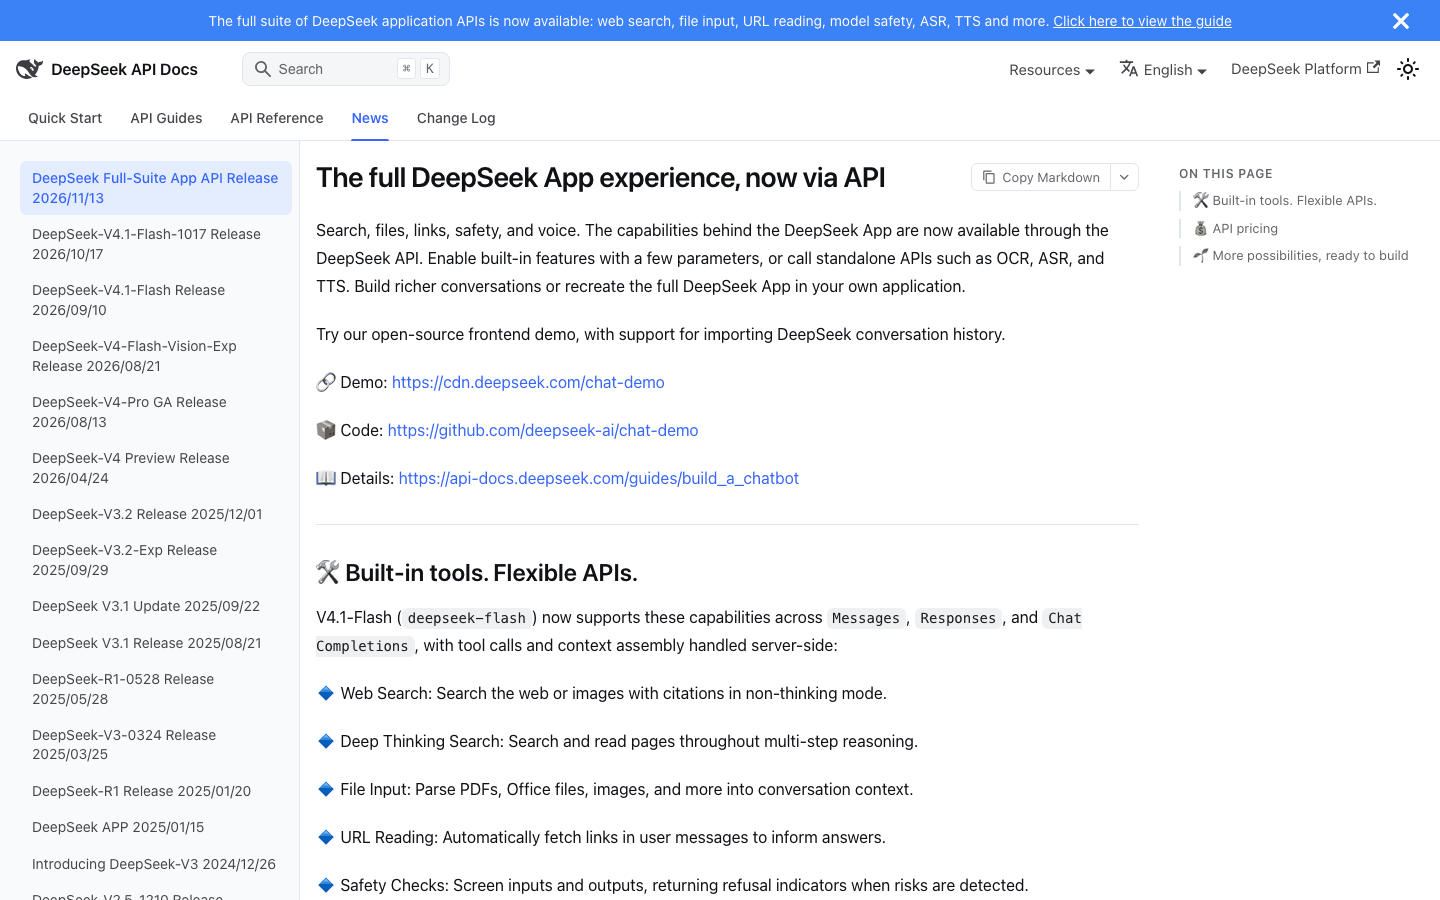 The full suite of DeepSeek application APIs is now available: web search, file input, URL reading, model safety, ASR, TTS and more. Click here to view the guide
DeepSeek API Docs
Search
⌘ K
Resources
English
DeepSeek Platform
Quick Start
API Guides
API Reference
News
Change Log
DeepSeek Full-Suite App API Release
2026/11/13
DeepSeek-V4.1-Flash-1017 Release
2026/10/17
DeepSeek-V4.1-Flash Release
2026/09/10
DeepSeek-V4-Flash-Vision-Exp
Release 2026/08/21
DeepSeek-V4-Pro GA Release
2026/08/13
DeepSeek-V4 Preview Release
2026/04/24
DeepSeek-V3.2 Release 2025/12/01
DeepSeek-V3.2-Exp Release
2025/09/29
DeepSeek V3.1 Update 2025/09/22
DeepSeek V3.1 Release 2025/08/21
DeepSeek-R1-0528 Release
2025/05/28
DeepSeek-V3-0324 Release
2025/03/25
DeepSeek-R1 Release 2025/01/20
DeepSeek APP 2025/01/15
Introducing DeepSeek-V3 2024/12/26
DeepSeek-V2.5-1210 Release
The full DeepSeek App experience, now via API
Copy Markdown
Search, files, links, safety, and voice. The capabilities behind the DeepSeek App are now available through the
DeepSeek API. Enable built-in features with a few parameters, or call standalone APIs such as OCR, ASR, and
TTS. Build richer conversations or recreate the full DeepSeek App in your own application.
Try our open-source frontend demo, with support for importing DeepSeek conversation history.
🔗 Demo: https://cdn.deepseek.com/chat-demo
📦 Code: https://github.com/deepseek-ai/chat-demo
📖 Details: https://api-docs.deepseek.com/guides/build_a_chatbot
🛠️ Built-in tools. Flexible APIs.
V4.1-Flash (deepseek-flash) now supports these capabilities across Messages, Responses, and Chat
Completions, with tool calls and context assembly handled server-side:
🔹 Web Search: Search the web or images with citations in non-thinking mode.
🔹 Deep Thinking Search: Search and read pages throughout multi-step reasoning.
🔹 File Input: Parse PDFs, Office files, images, and more into conversation context.
🔹 URL Reading: Automatically fetch links in user messages to inform answers.
🔹 Safety Checks: Screen inputs and outputs, returning refusal indicators when risks are detected.
ON THIS PAGE
🛠️ Built-in tools. Flexible APIs.
💰 API pricing
🌱 More possibilities, ready to build